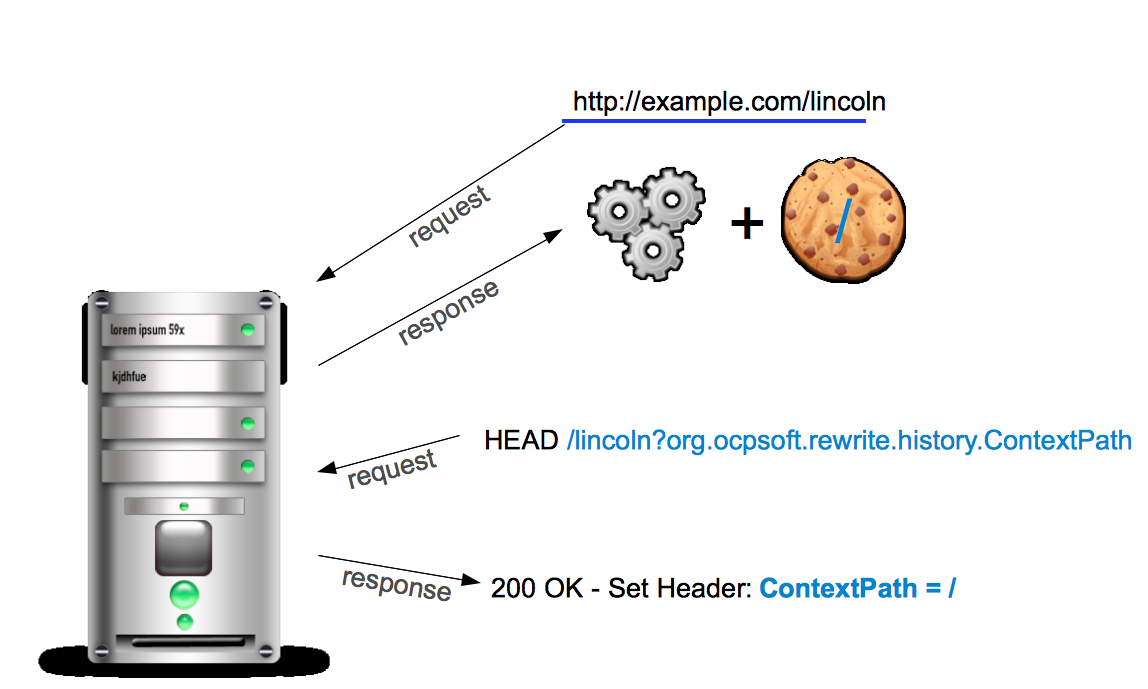 http://example.com/lincoln
request
/
response
lorem ipsum 59x
kjdhfue
HEAD /lincoln?org.ocpsoft.rewrite.history.ContextPath
request
response
200 OK - Set Header: ContextPath = /
+